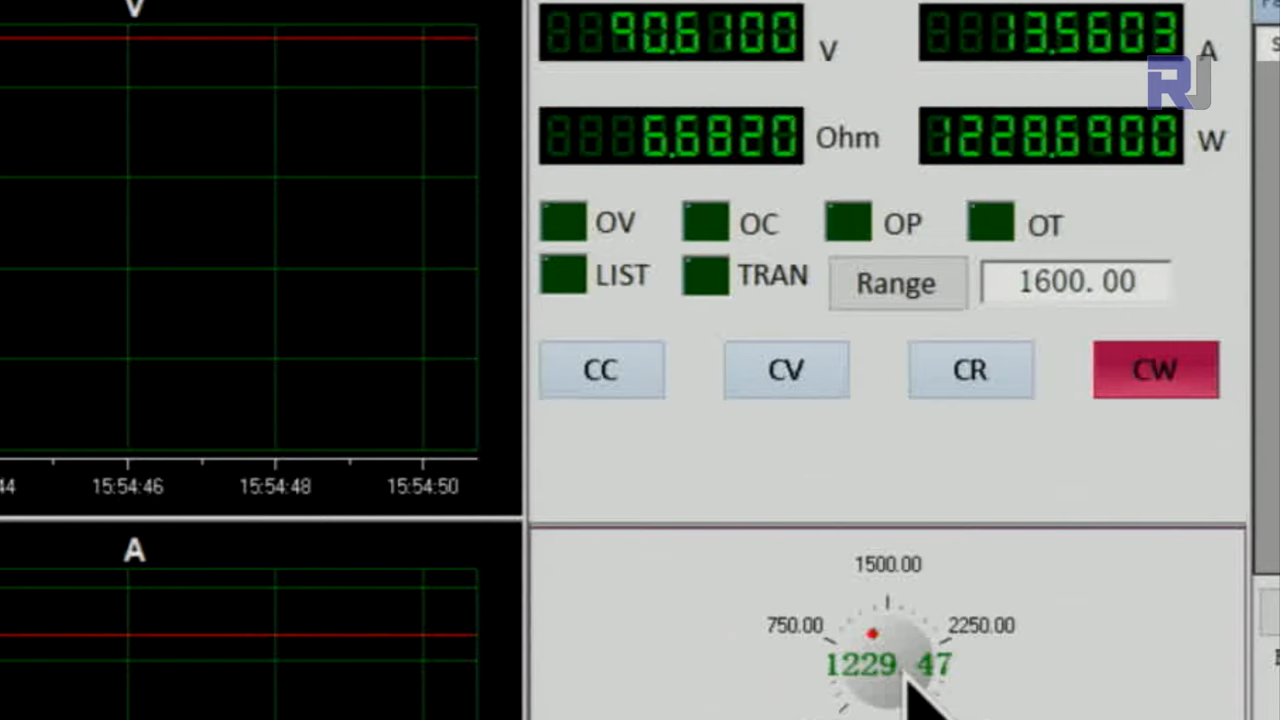 V
90.6100 V
13.5603 A
RJ
6.6820 Ohm
1228.6900 W
OV OC OP OT
LIST TRAN Range 1600.00
CC CV CR CW
44 15:54:46 15:54:48 15:54:50
A
1500.00
750.00 2250.00
1229.47